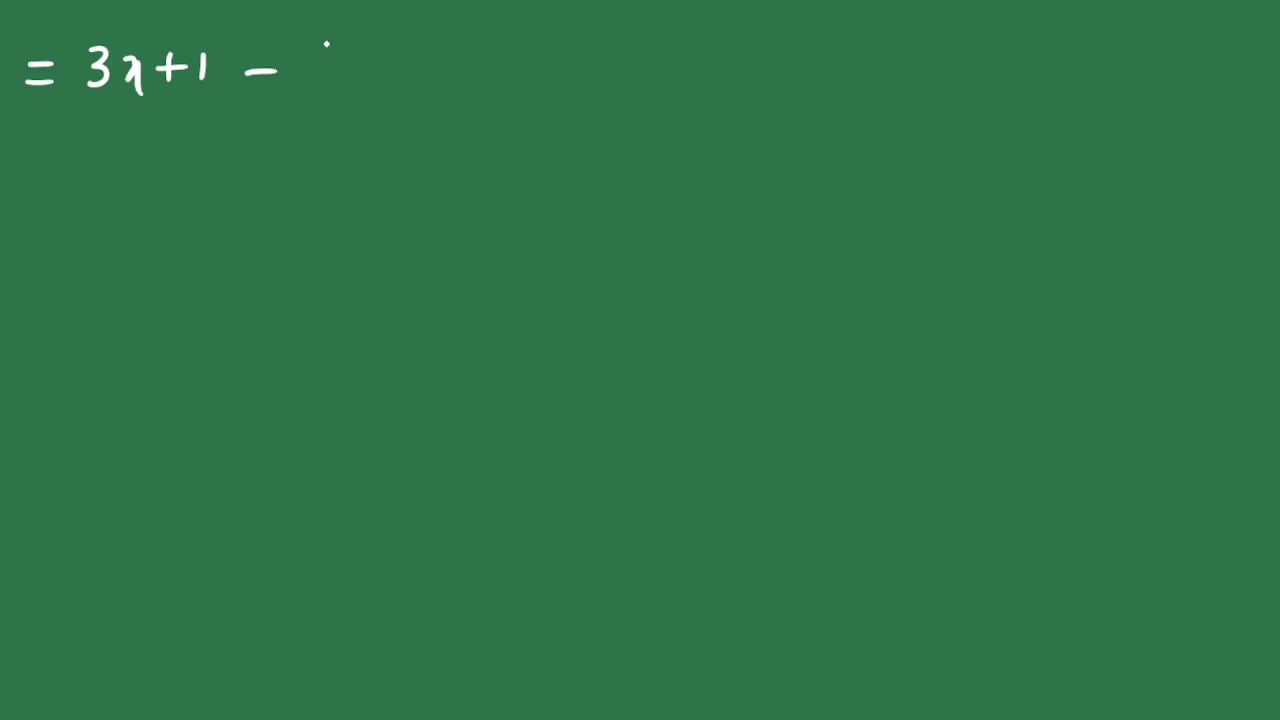 = 3x+1 -